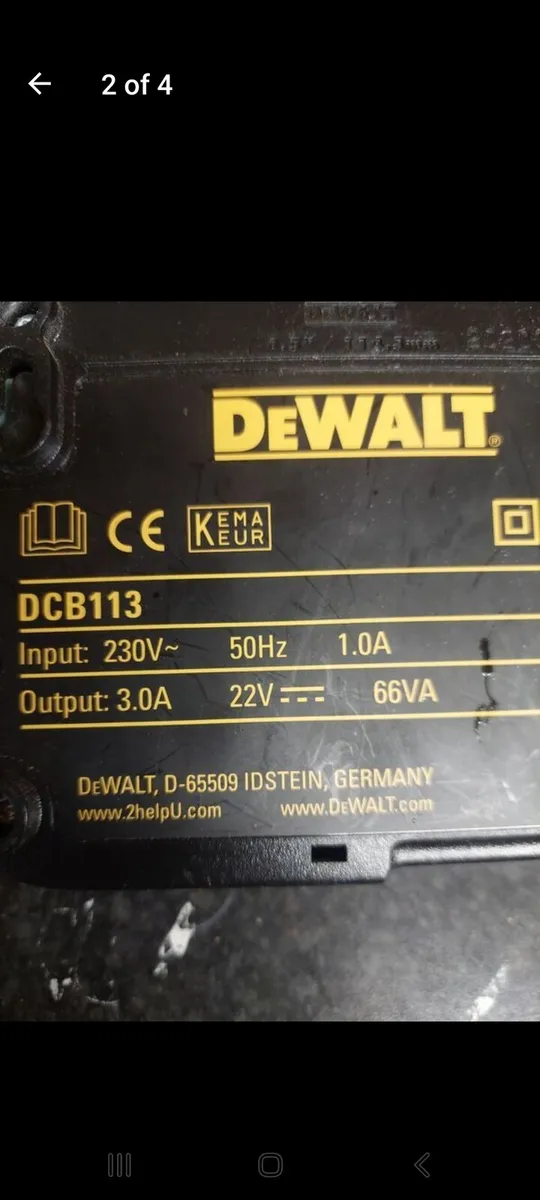 2 of 4
DEWALT®
CE
KEMA
KEUR
DCB113
Input: 230V~ 50Hz 1.0A
Output: 3.0A 22V 66VA
DEWALT, D-65509 IDSTEIN, GERMANY
www.2helpU.com www.DEWALT.com